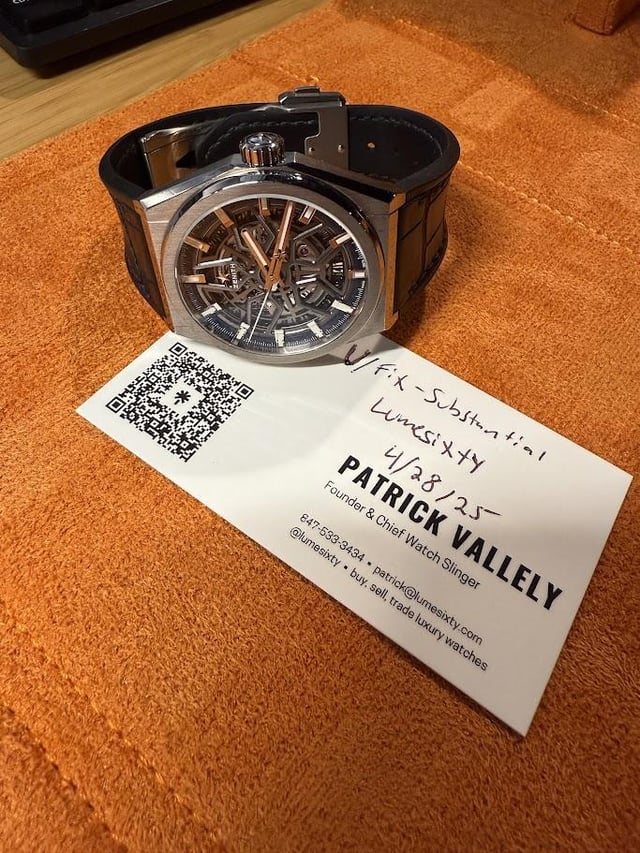 ZENITH
u/Fix-Substantial
Lumesixty
4/28/25
PATRICK VALLELY
Founder & Chief Watch Slinger
847-533-3434 • patrick@lumesixty.com
@lumesixty • buy, sell, trade luxury watches